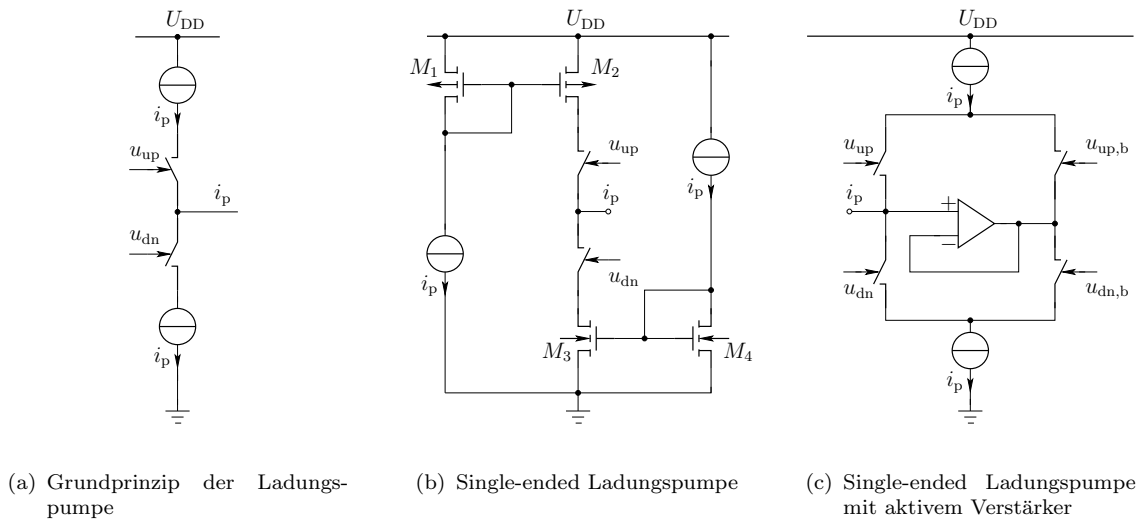 U_DD
i_p
u_up
i_p
u_dn
i_p
(a) Grundprinzip der Ladungs-
pumpe
U_DD
M_1
M_2
u_up
i_p
i_p
i_p
u_dn
M_3
M_4
(b) Single-ended Ladungspumpe
U_DD
i_p
u_up
u_up,b
i_p
+
−
u_dn
u_dn,b
i_p
(c) Single-ended Ladungspumpe
mit aktivem Verstärker